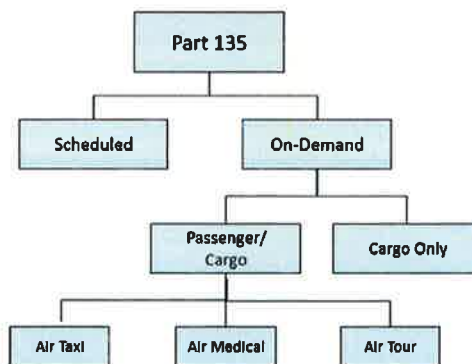 Part 135
Scheduled
On-Demand
Passenger/
Cargo
Cargo Only
Air Taxi
Air Medical
Air Tour